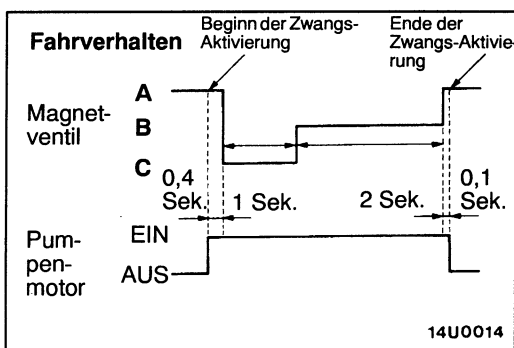 Fahrverhalten
Beginn der Zwangs-
Aktivierung
Ende der
Zwangs-Aktivie-
rung
Magnet-
ventil
A
B
C
0,4
Sek.
1 Sek.
2 Sek.
0,1
Sek.
Pum-
pen-
motor
EIN
AUS
14U0014